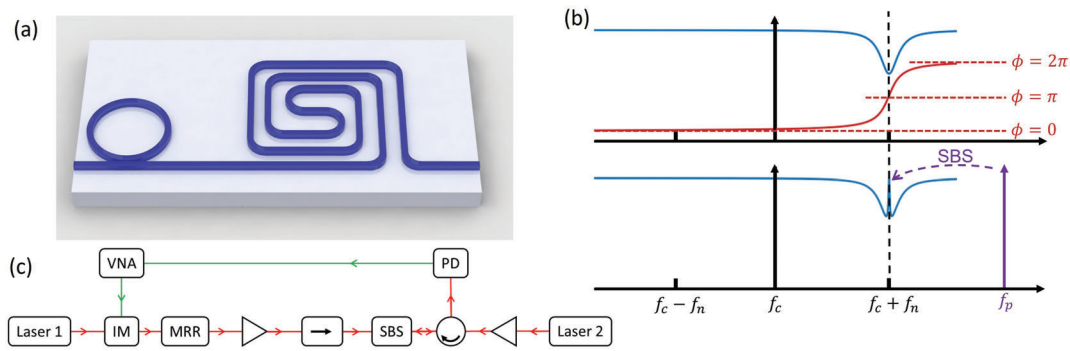 (a)
(b)
ϕ = 2π
ϕ = π
ϕ = 0
SBS
f_c − f_n
f_c
f_c + f_n
f_p
(c)
VNA
PD
Laser 1
IM
MRR
SBS
Laser 2